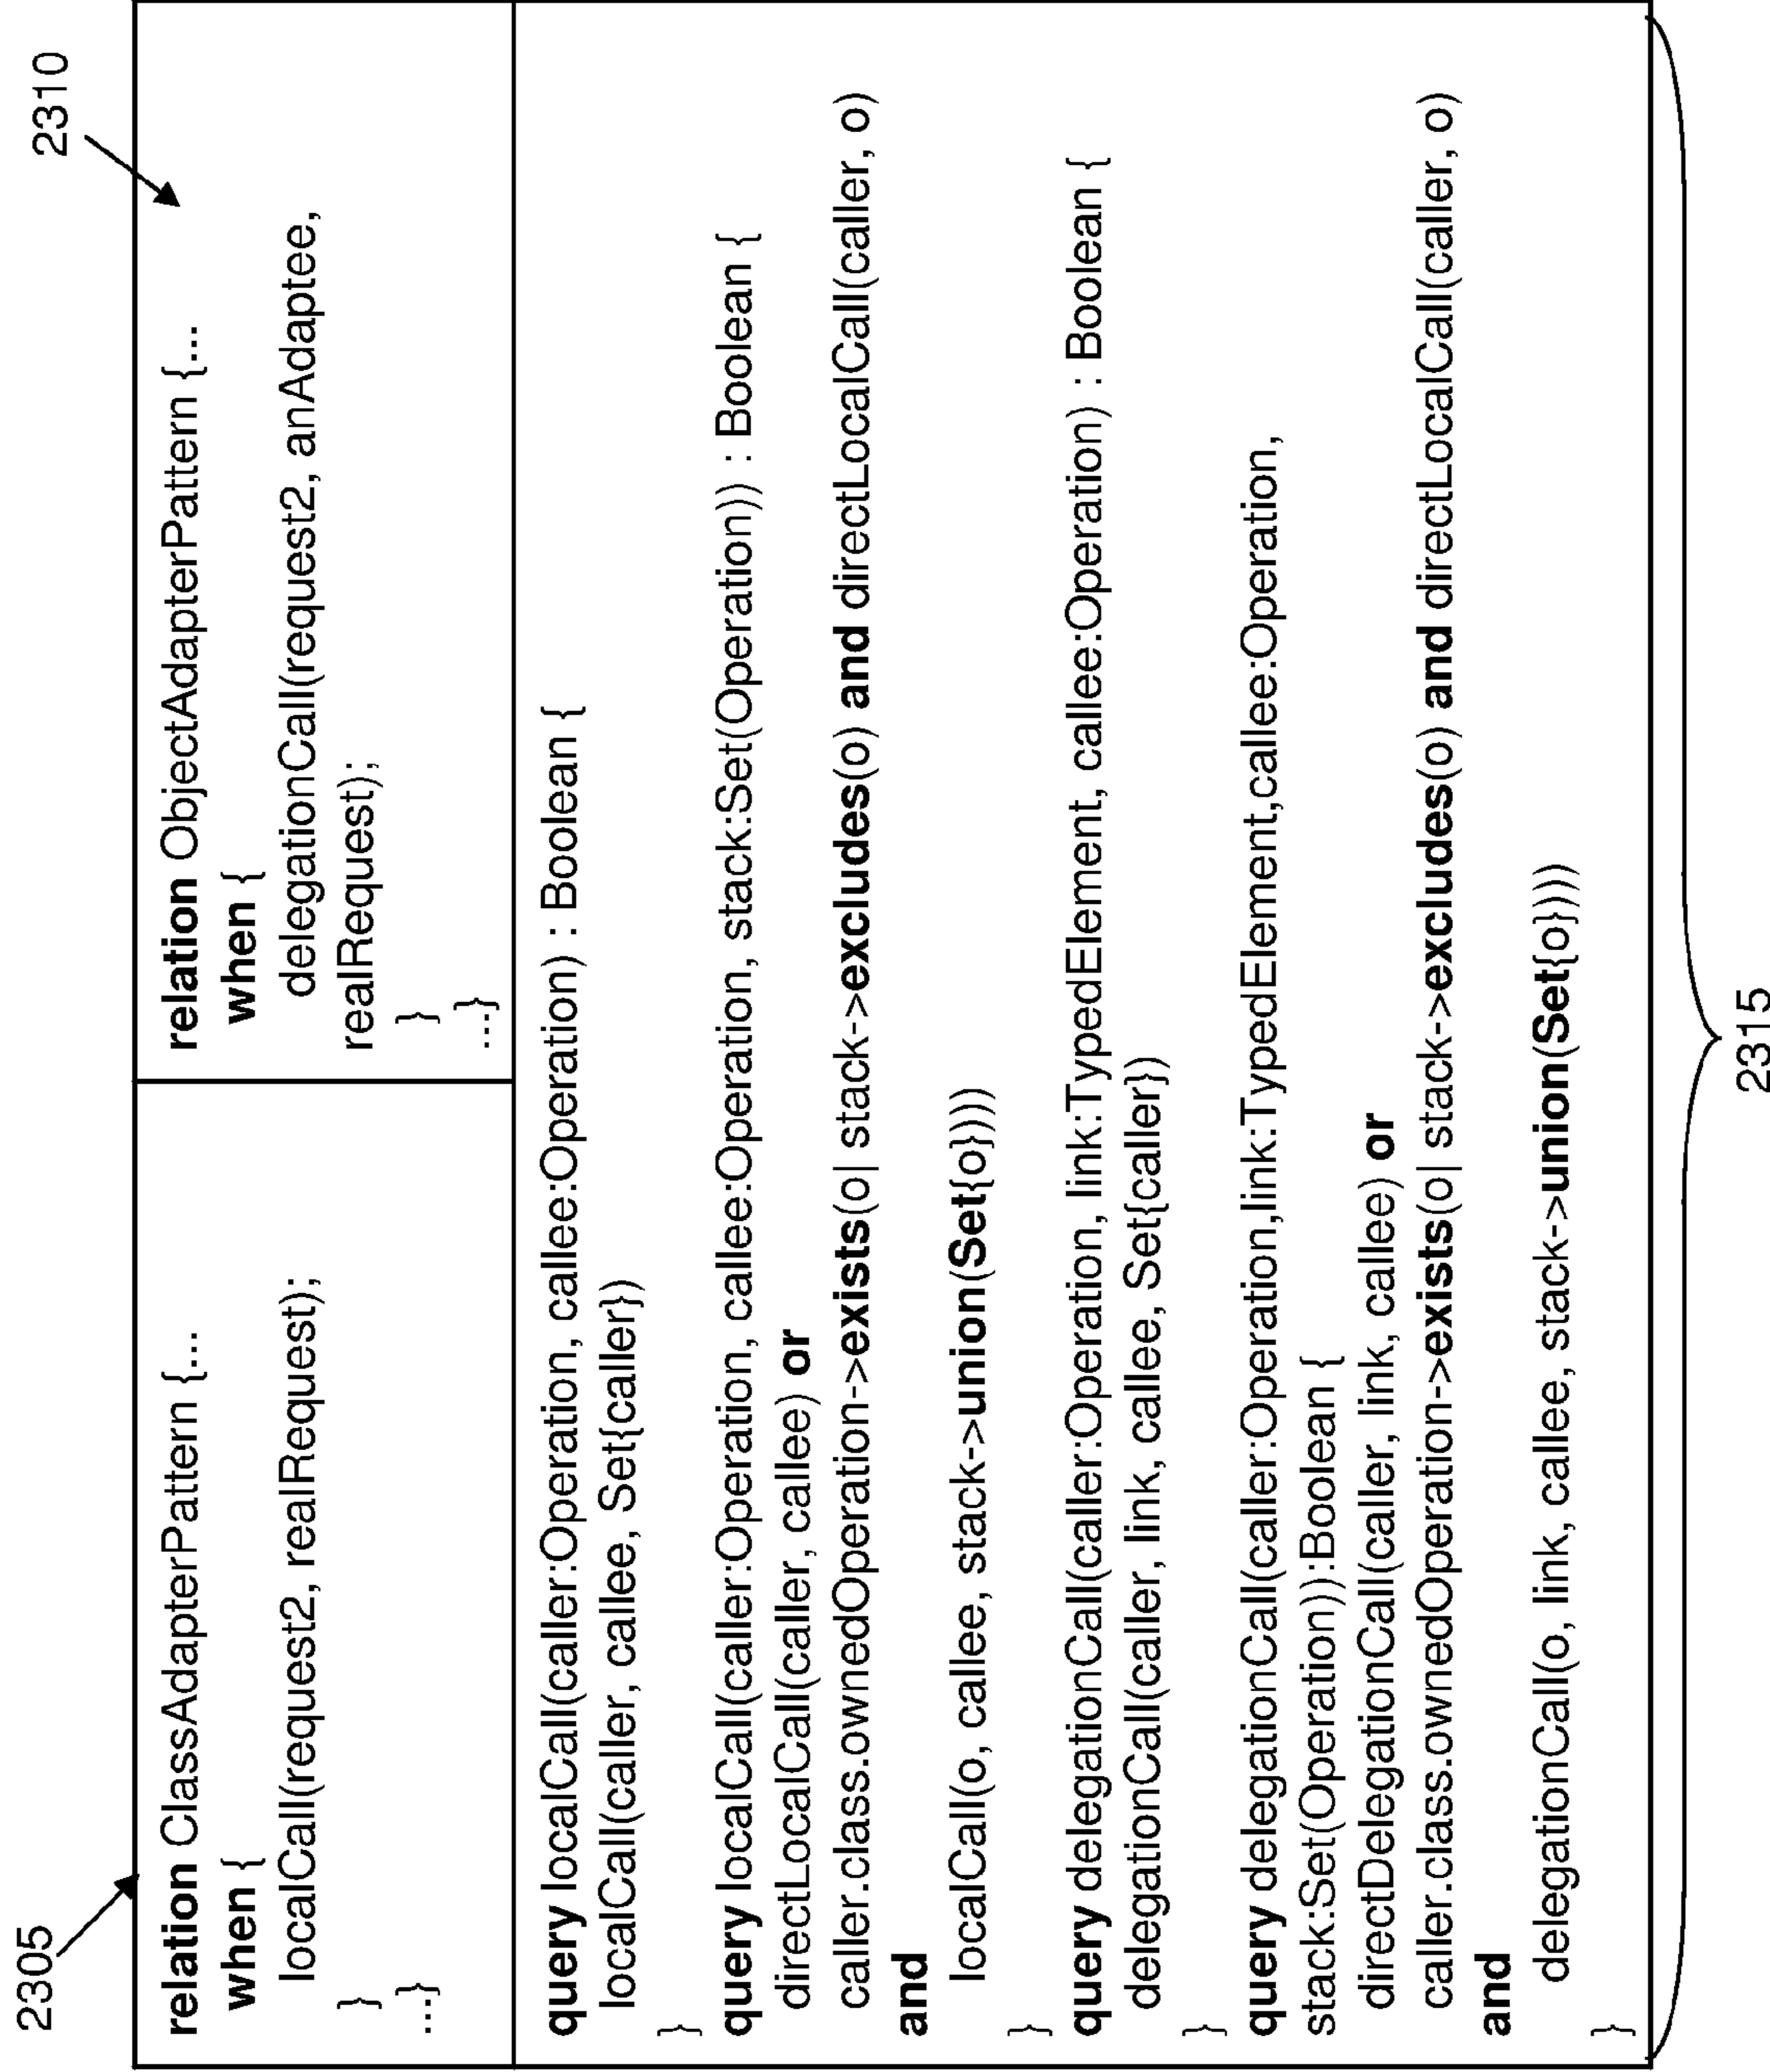 2305
2310
relation ClassAdapterPattern {...
when {
localCall(request2, realRequest);
}
...}
relation ObjectAdapterPattern {...
when {
delegationCall(request2, anAdaptee,
realRequest);
}
...}
query localCall(caller:Operation, callee:Operation) : Boolean {
localCall(caller, callee, Set{caller})
}
query localCall(caller:Operation, callee:Operation, stack:Set(Operation)) : Boolean {
directLocalCall(caller, callee) or
caller.class.ownedOperation->exists(o| stack->excludes(o) and directLocalCall(caller, o)
and
localCall(o, callee, stack->union(Set{o})))
}
query delegationCall(caller:Operation, link:TypedElement, callee:Operation) : Boolean {
delegationCall(caller, link, callee, Set{caller})
}
query delegationCall(caller:Operation,link:TypedElement,callee:Operation,
stack:Set(Operation)):Boolean {
directDelegationCall(caller, link, callee) or
caller.class.ownedOperation->exists(o| stack->excludes(o) and directLocalCall(caller, o)
and
delegationCall(o, link, callee, stack->union(Set{o})))
}
2315